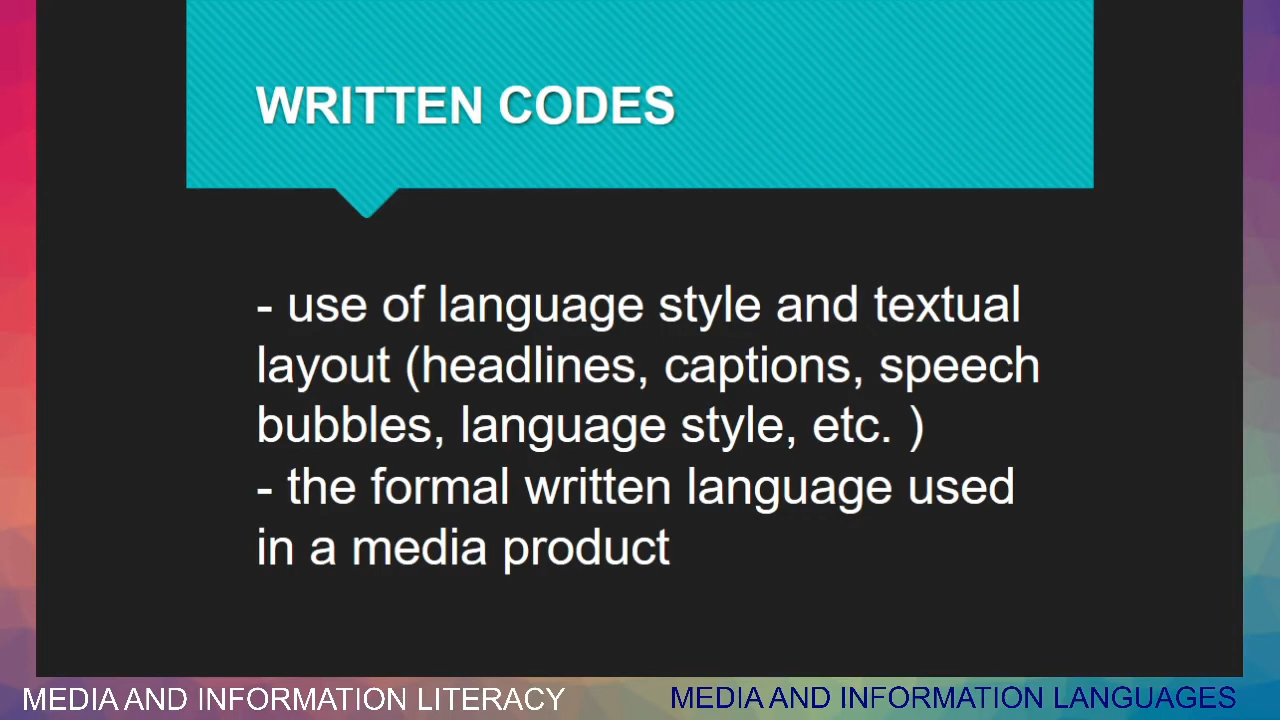 WRITTEN CODES
- use of language style and textual
layout (headlines, captions, speech
bubbles, language style, etc. )
- the formal written language used
in a media product
MEDIA AND INFORMATION LITERACY
MEDIA AND INFORMATION LANGUAGES